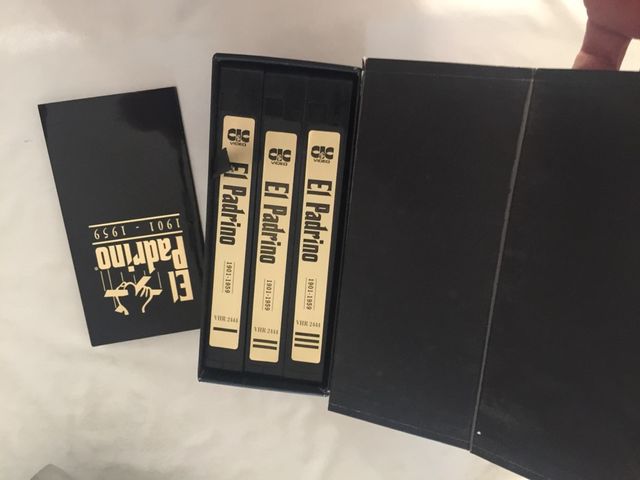 El
Padrino®
1901 - 1959
CIC
VIDEO
El Padrino
1901-1959
VHR 2444
I
CIC
VIDEO
El Padrino
1901-1959
VHR 2444
II
CIC
VIDEO
El Padrino
1901-1959
VHR 2444
III